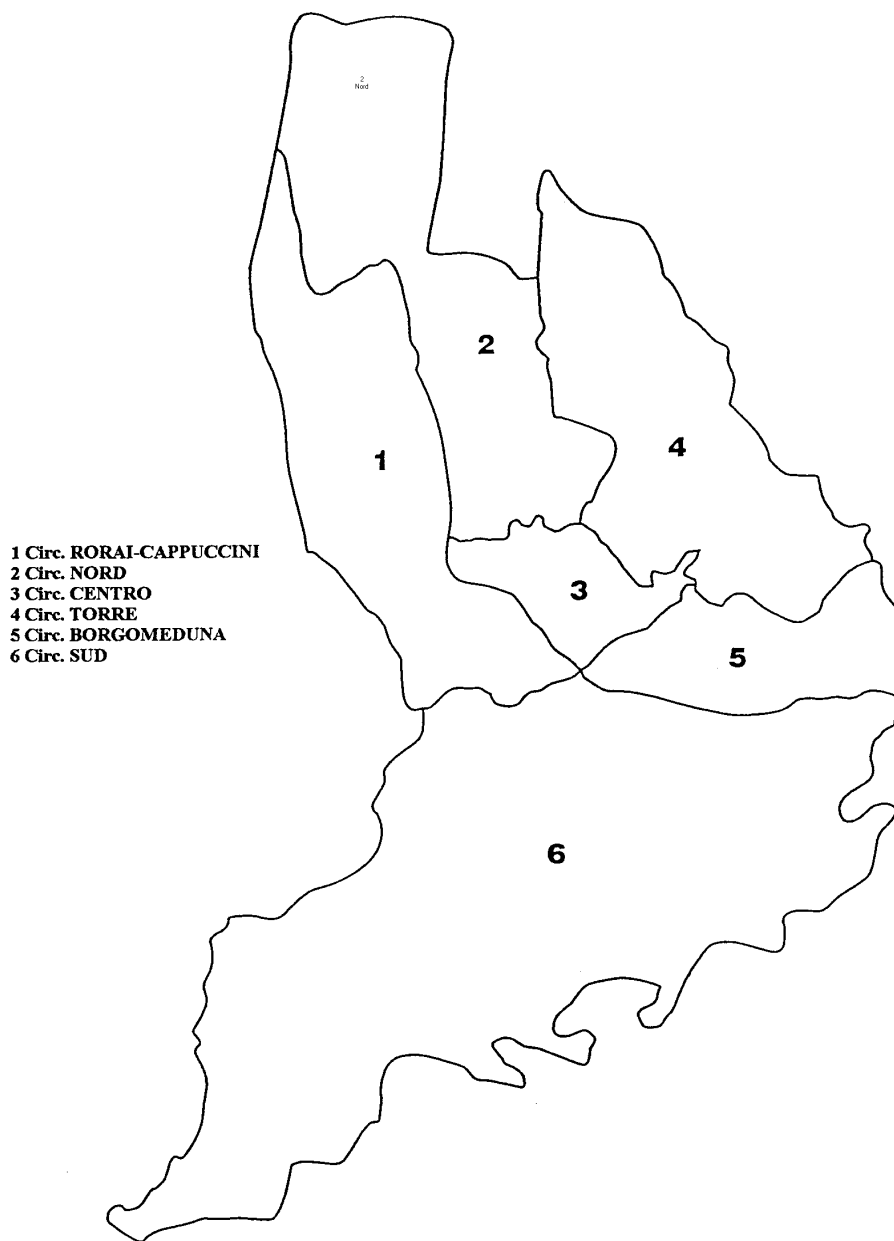 2
Nord
2
4
1
1 Circ. RORAI-CAPPUCCINI
2 Circ. NORD
3 Circ. CENTRO
4 Circ. TORRE
5 Circ. BORGOMEDUNA
6 Circ. SUD
3
5
6